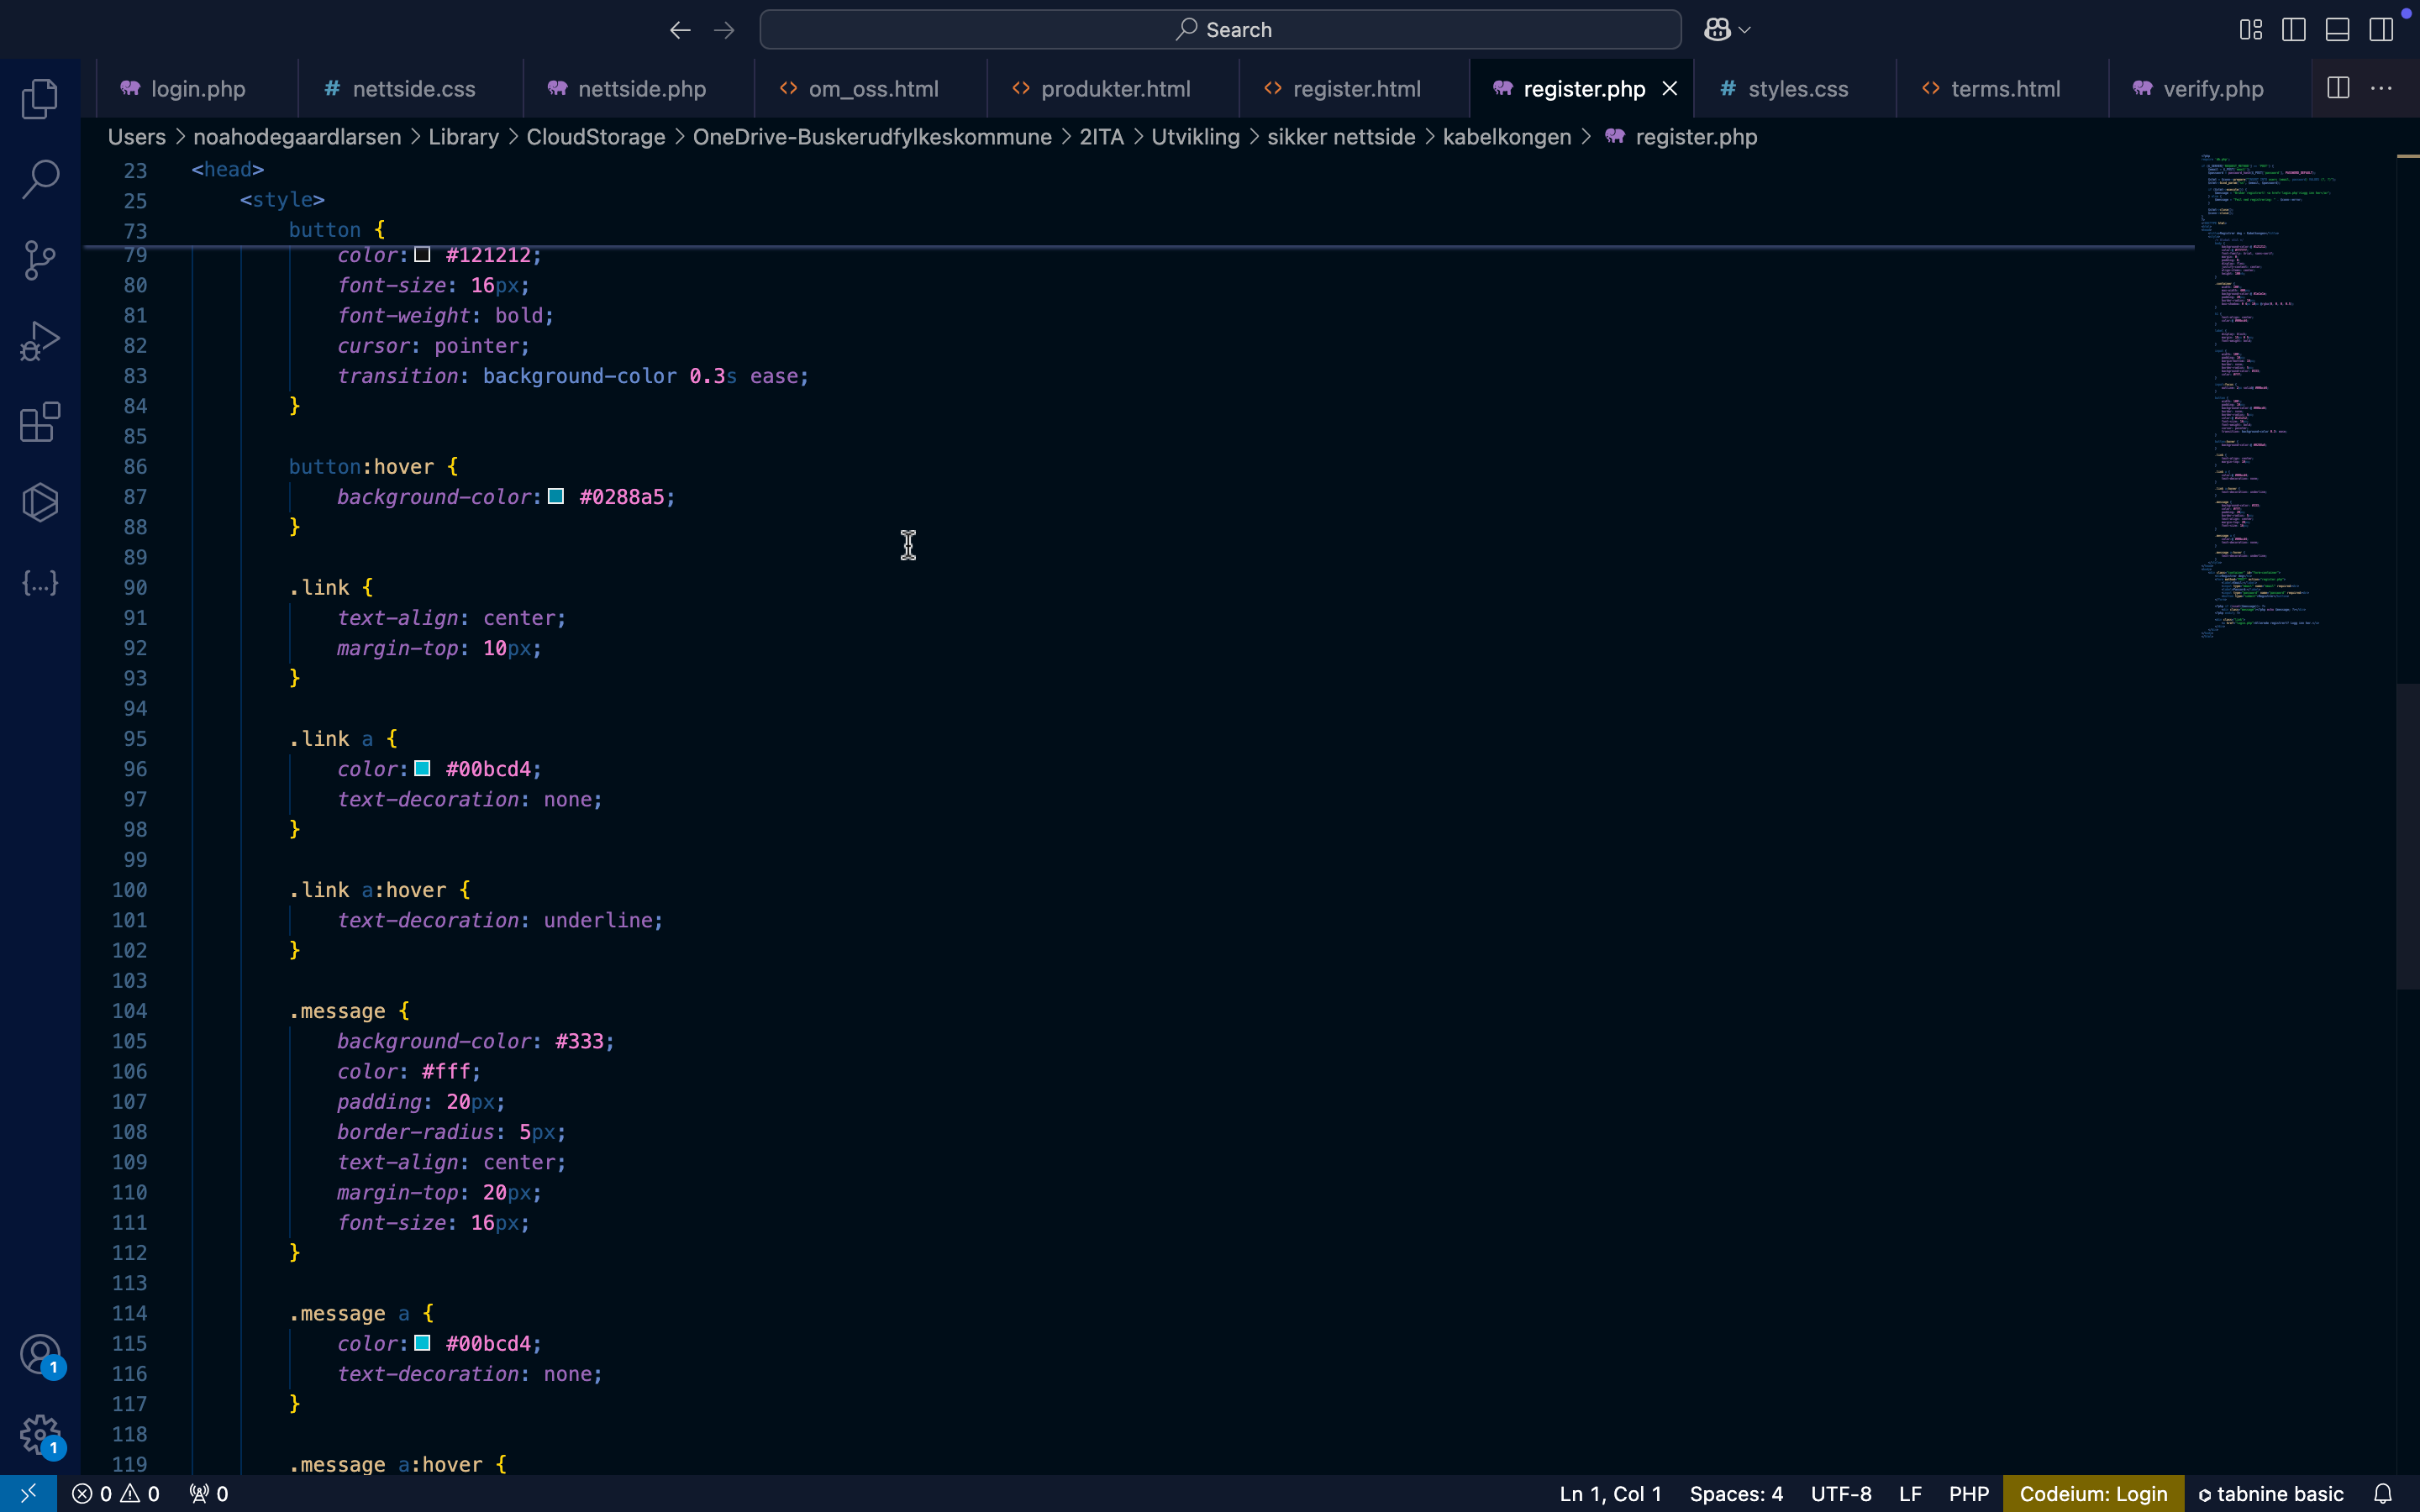 Search
login.php
# nettside.css
nettside.php
<> om_oss.html
<> produkter.html
<> register.html
register.php
# styles.css
<> terms.html
verify.php
Users > noahodegaardlarsen > Library > CloudStorage > OneDrive-Buskerudfylkeskommune > 2ITA > Utvikling > sikker nettside > kabelkongen > register.php
23 <head>
25 <style>
73 button {
79 color: #121212;
80 font-size: 16px;
81 font-weight: bold;
82 cursor: pointer;
83 transition: background-color 0.3s ease;
84 }
85
86 button:hover {
87 background-color: #0288a5;
88 }
89
90 .link {
91 text-align: center;
92 margin-top: 10px;
93 }
94
95 .link a {
96 color: #00bcd4;
97 text-decoration: none;
98 }
99
100 .link a:hover {
101 text-decoration: underline;
102 }
103
104 .message {
105 background-color: #333;
106 color: #fff;
107 padding: 20px;
108 border-radius: 5px;
109 text-align: center;
110 margin-top: 20px;
111 font-size: 16px;
112 }
113
114 .message a {
115 color: #00bcd4;
116 text-decoration: none;
117 }
118
119 .message a:hover {
{...}
1
1
0 0 0
Ln 1, Col 1
Spaces: 4
UTF-8
LF
PHP
Codeium: Login
tabnine basic